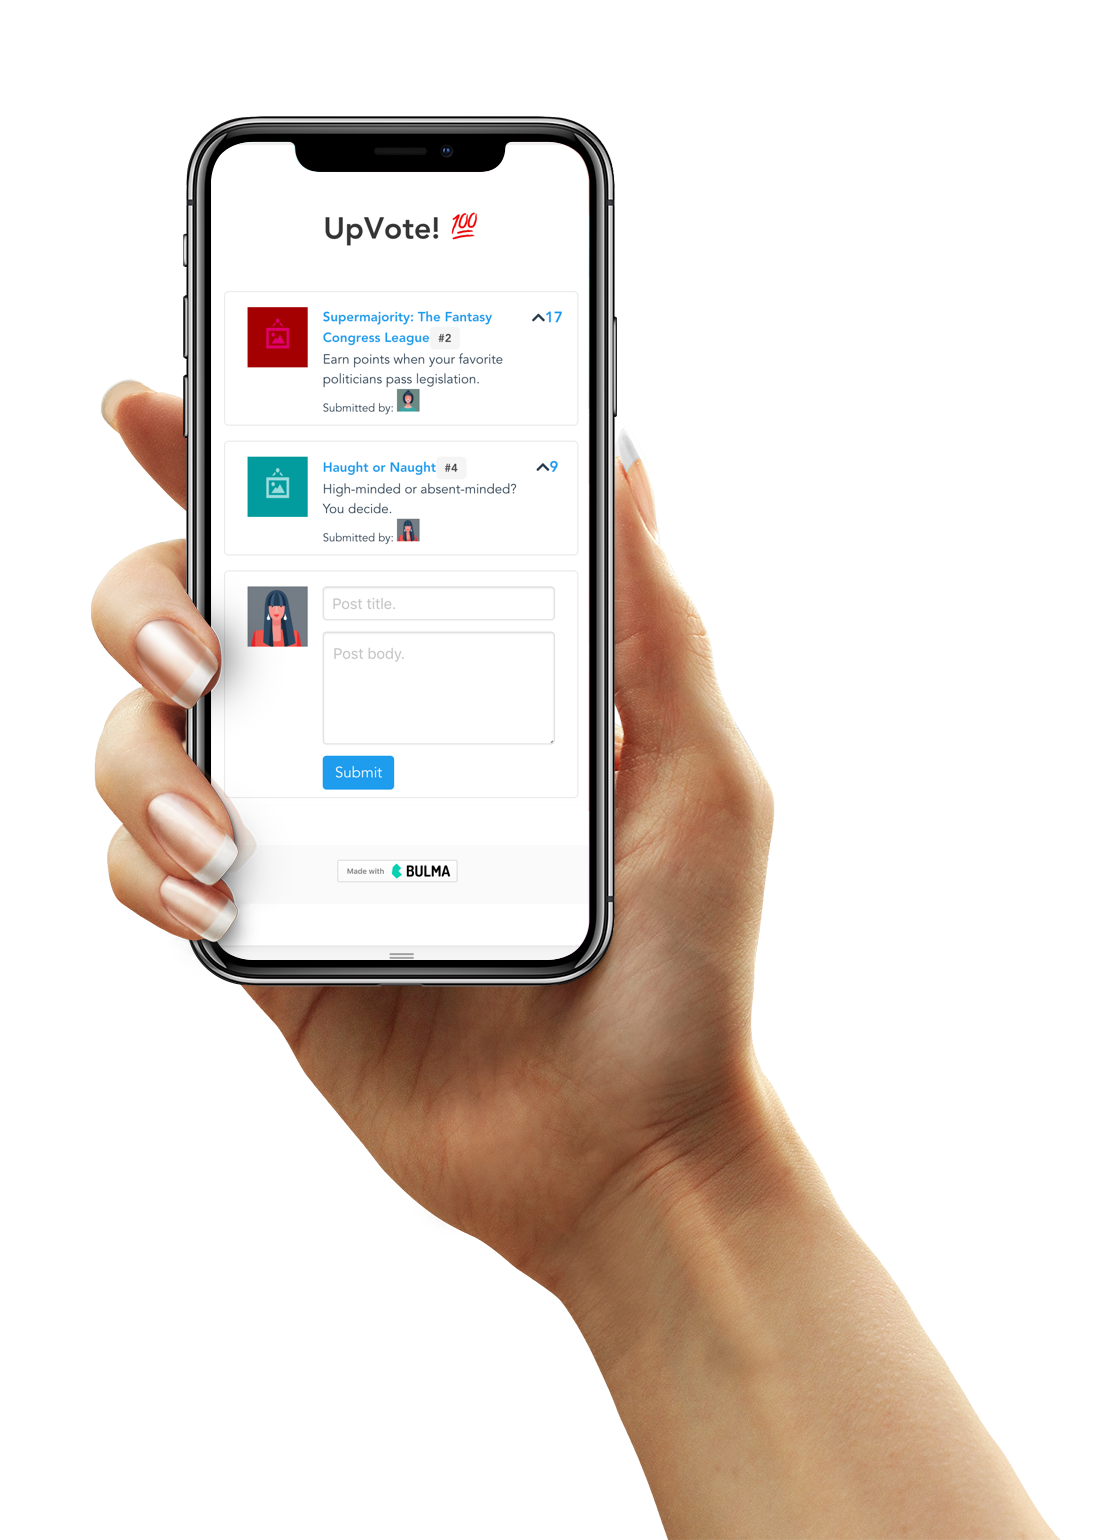 UpVote! 💯
Supermajority: The Fantasy
Congress League #2
17
Earn points when your favorite
politicians pass legislation.
Submitted by:
Haught or Naught #4
9
High-minded or absent-minded?
You decide.
Submitted by:
Post title.
Post body.
Submit
Made with BULMA